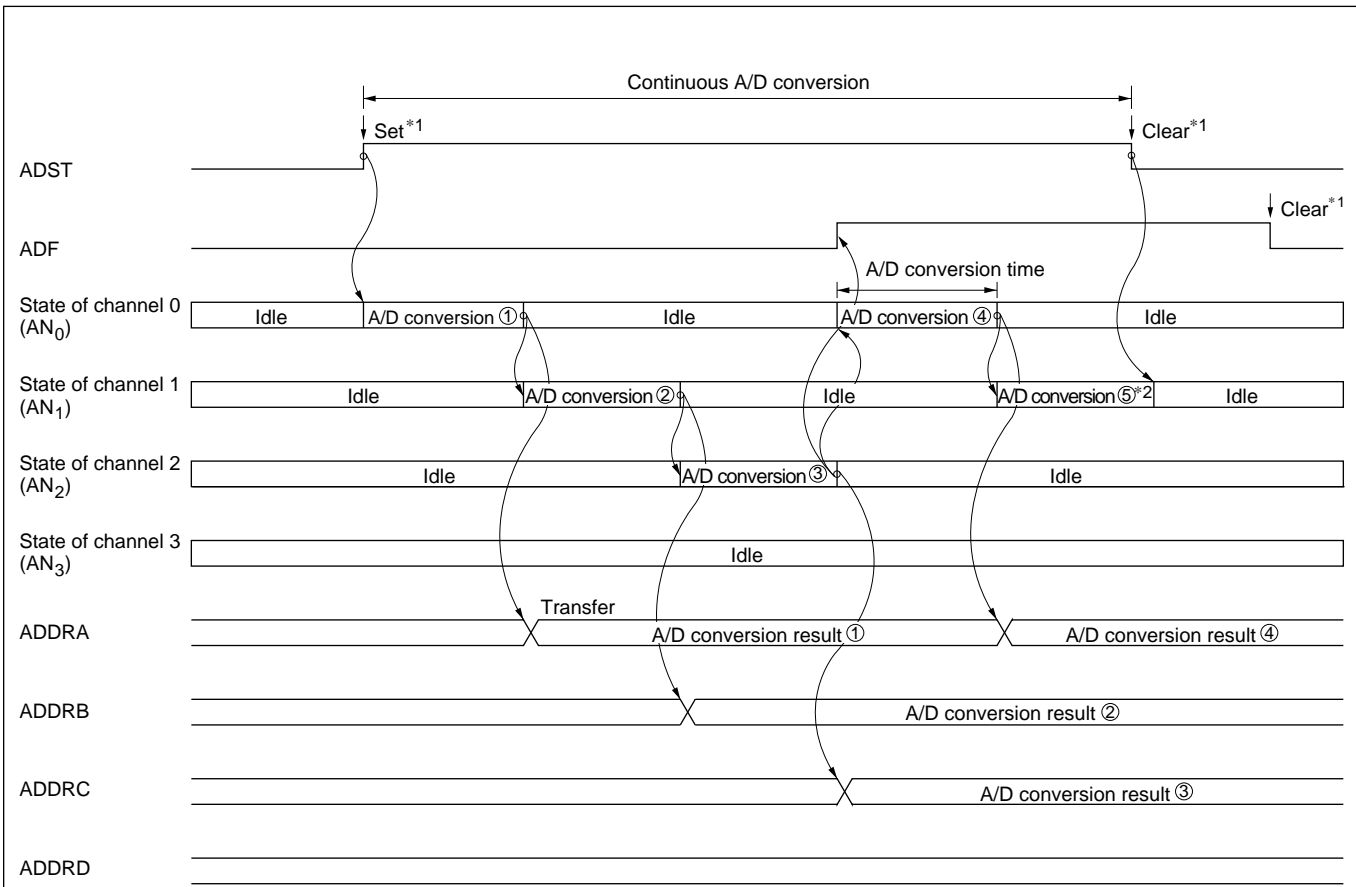 Continuous A/D conversion
Set*1 Clear*1
ADST
Clear*1
ADF
A/D conversion time
State of channel 0 (AN0) Idle A/D conversion ① Idle A/D conversion ④ Idle
State of channel 1 (AN1) Idle A/D conversion ② Idle A/D conversion ⑤*2 Idle
State of channel 2 (AN2) Idle A/D conversion ③ Idle
State of channel 3 (AN3) Idle
Transfer
ADDRA A/D conversion result ① A/D conversion result ④
ADDRB A/D conversion result ②
ADDRC A/D conversion result ③
ADDRD